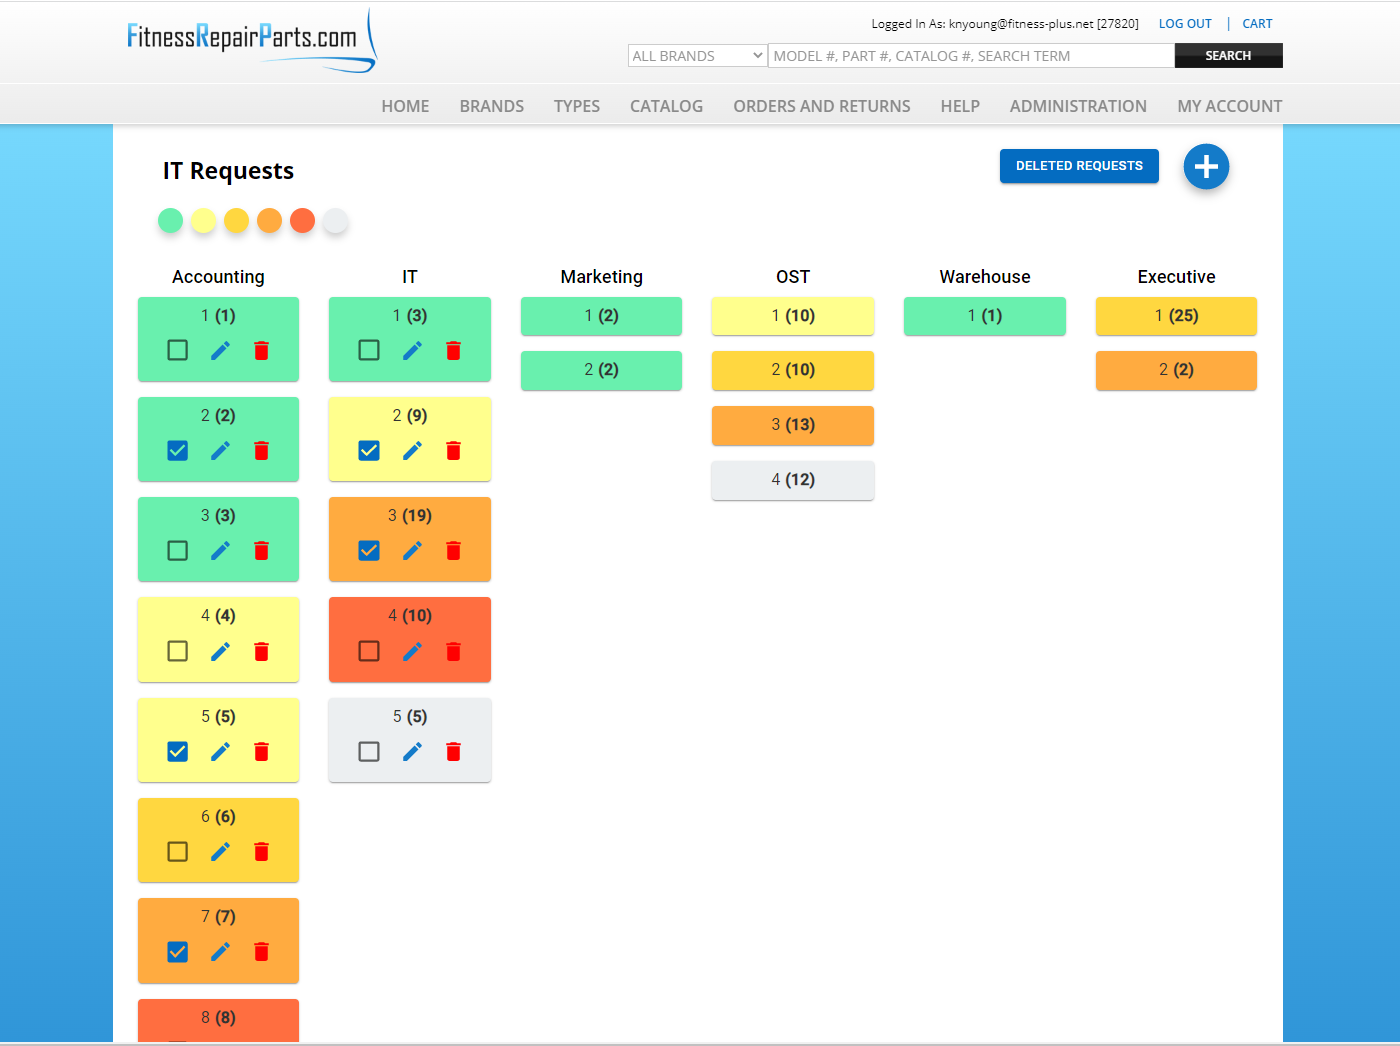 FitnessRepairParts.com
Logged In As: knyoung@fitness-plus.net [27820] LOG OUT | CART
ALL BRANDS MODEL #, PART #, CATALOG #, SEARCH TERM SEARCH
HOME BRANDS TYPES CATALOG ORDERS AND RETURNS HELP ADMINISTRATION MY ACCOUNT
IT Requests
DELETED REQUESTS
Accounting IT Marketing OST Warehouse Executive
1 (1) 1 (3) 1 (2) 1 (10) 1 (1) 1 (25)
2 (2) 2 (10) 2 (2)
2 (2) 2 (9) 3 (13)
4 (12)
3 (3) 3 (19)
4 (4) 4 (10)
5 (5) 5 (5)
6 (6)
7 (7)
8 (8)